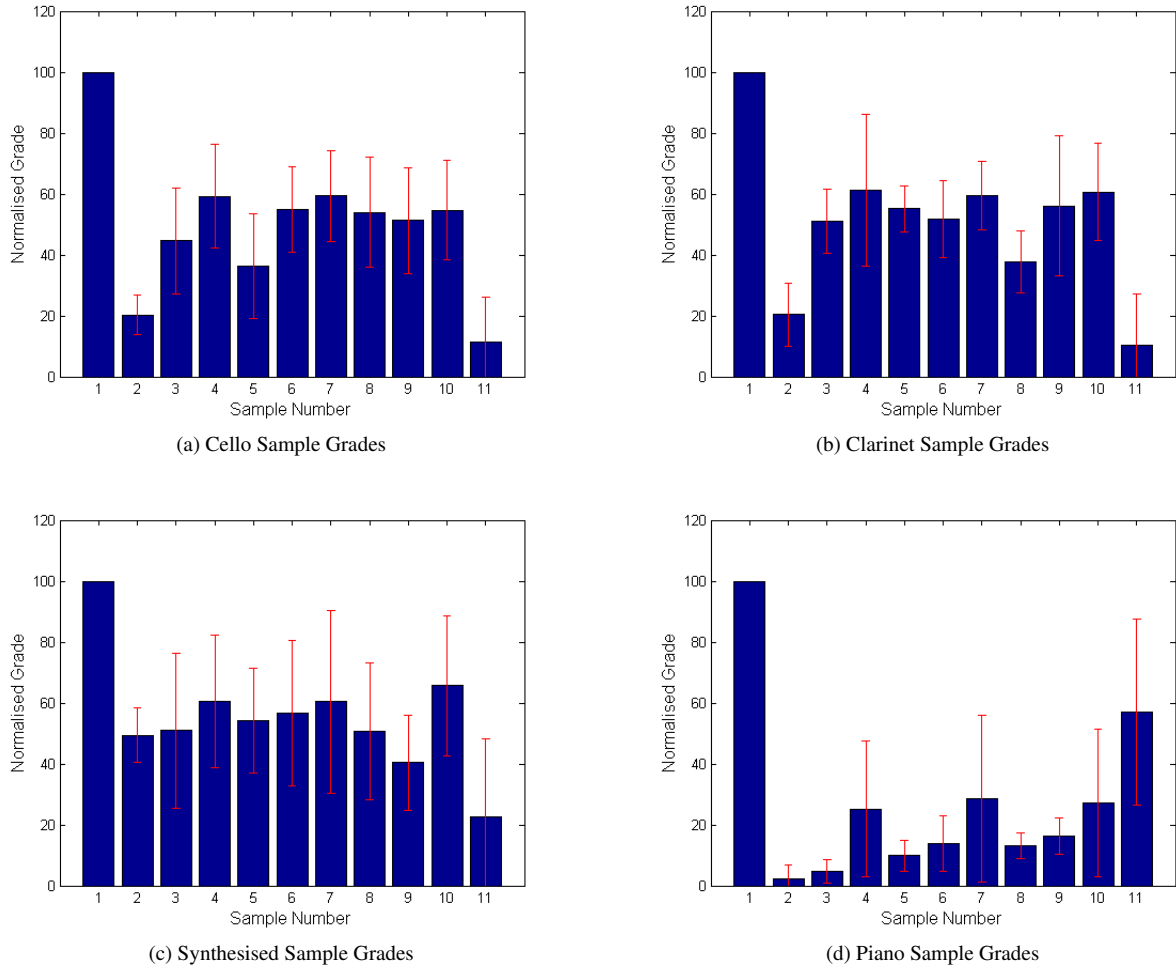 120
100
80
60
40
20
0
Normalised Grade
1 2 3 4 5 6 7 8 9 10 11
Sample Number
(a) Cello Sample Grades
120
100
80
60
40
20
0
Normalised Grade
1 2 3 4 5 6 7 8 9 10 11
Sample Number
(b) Clarinet Sample Grades
120
100
80
60
40
20
0
Normalised Grade
1 2 3 4 5 6 7 8 9 10 11
Sample Number
(c) Synthesised Sample Grades
120
100
80
60
40
20
0
Normalised Grade
1 2 3 4 5 6 7 8 9 10 11
Sample Number
(d) Piano Sample Grades